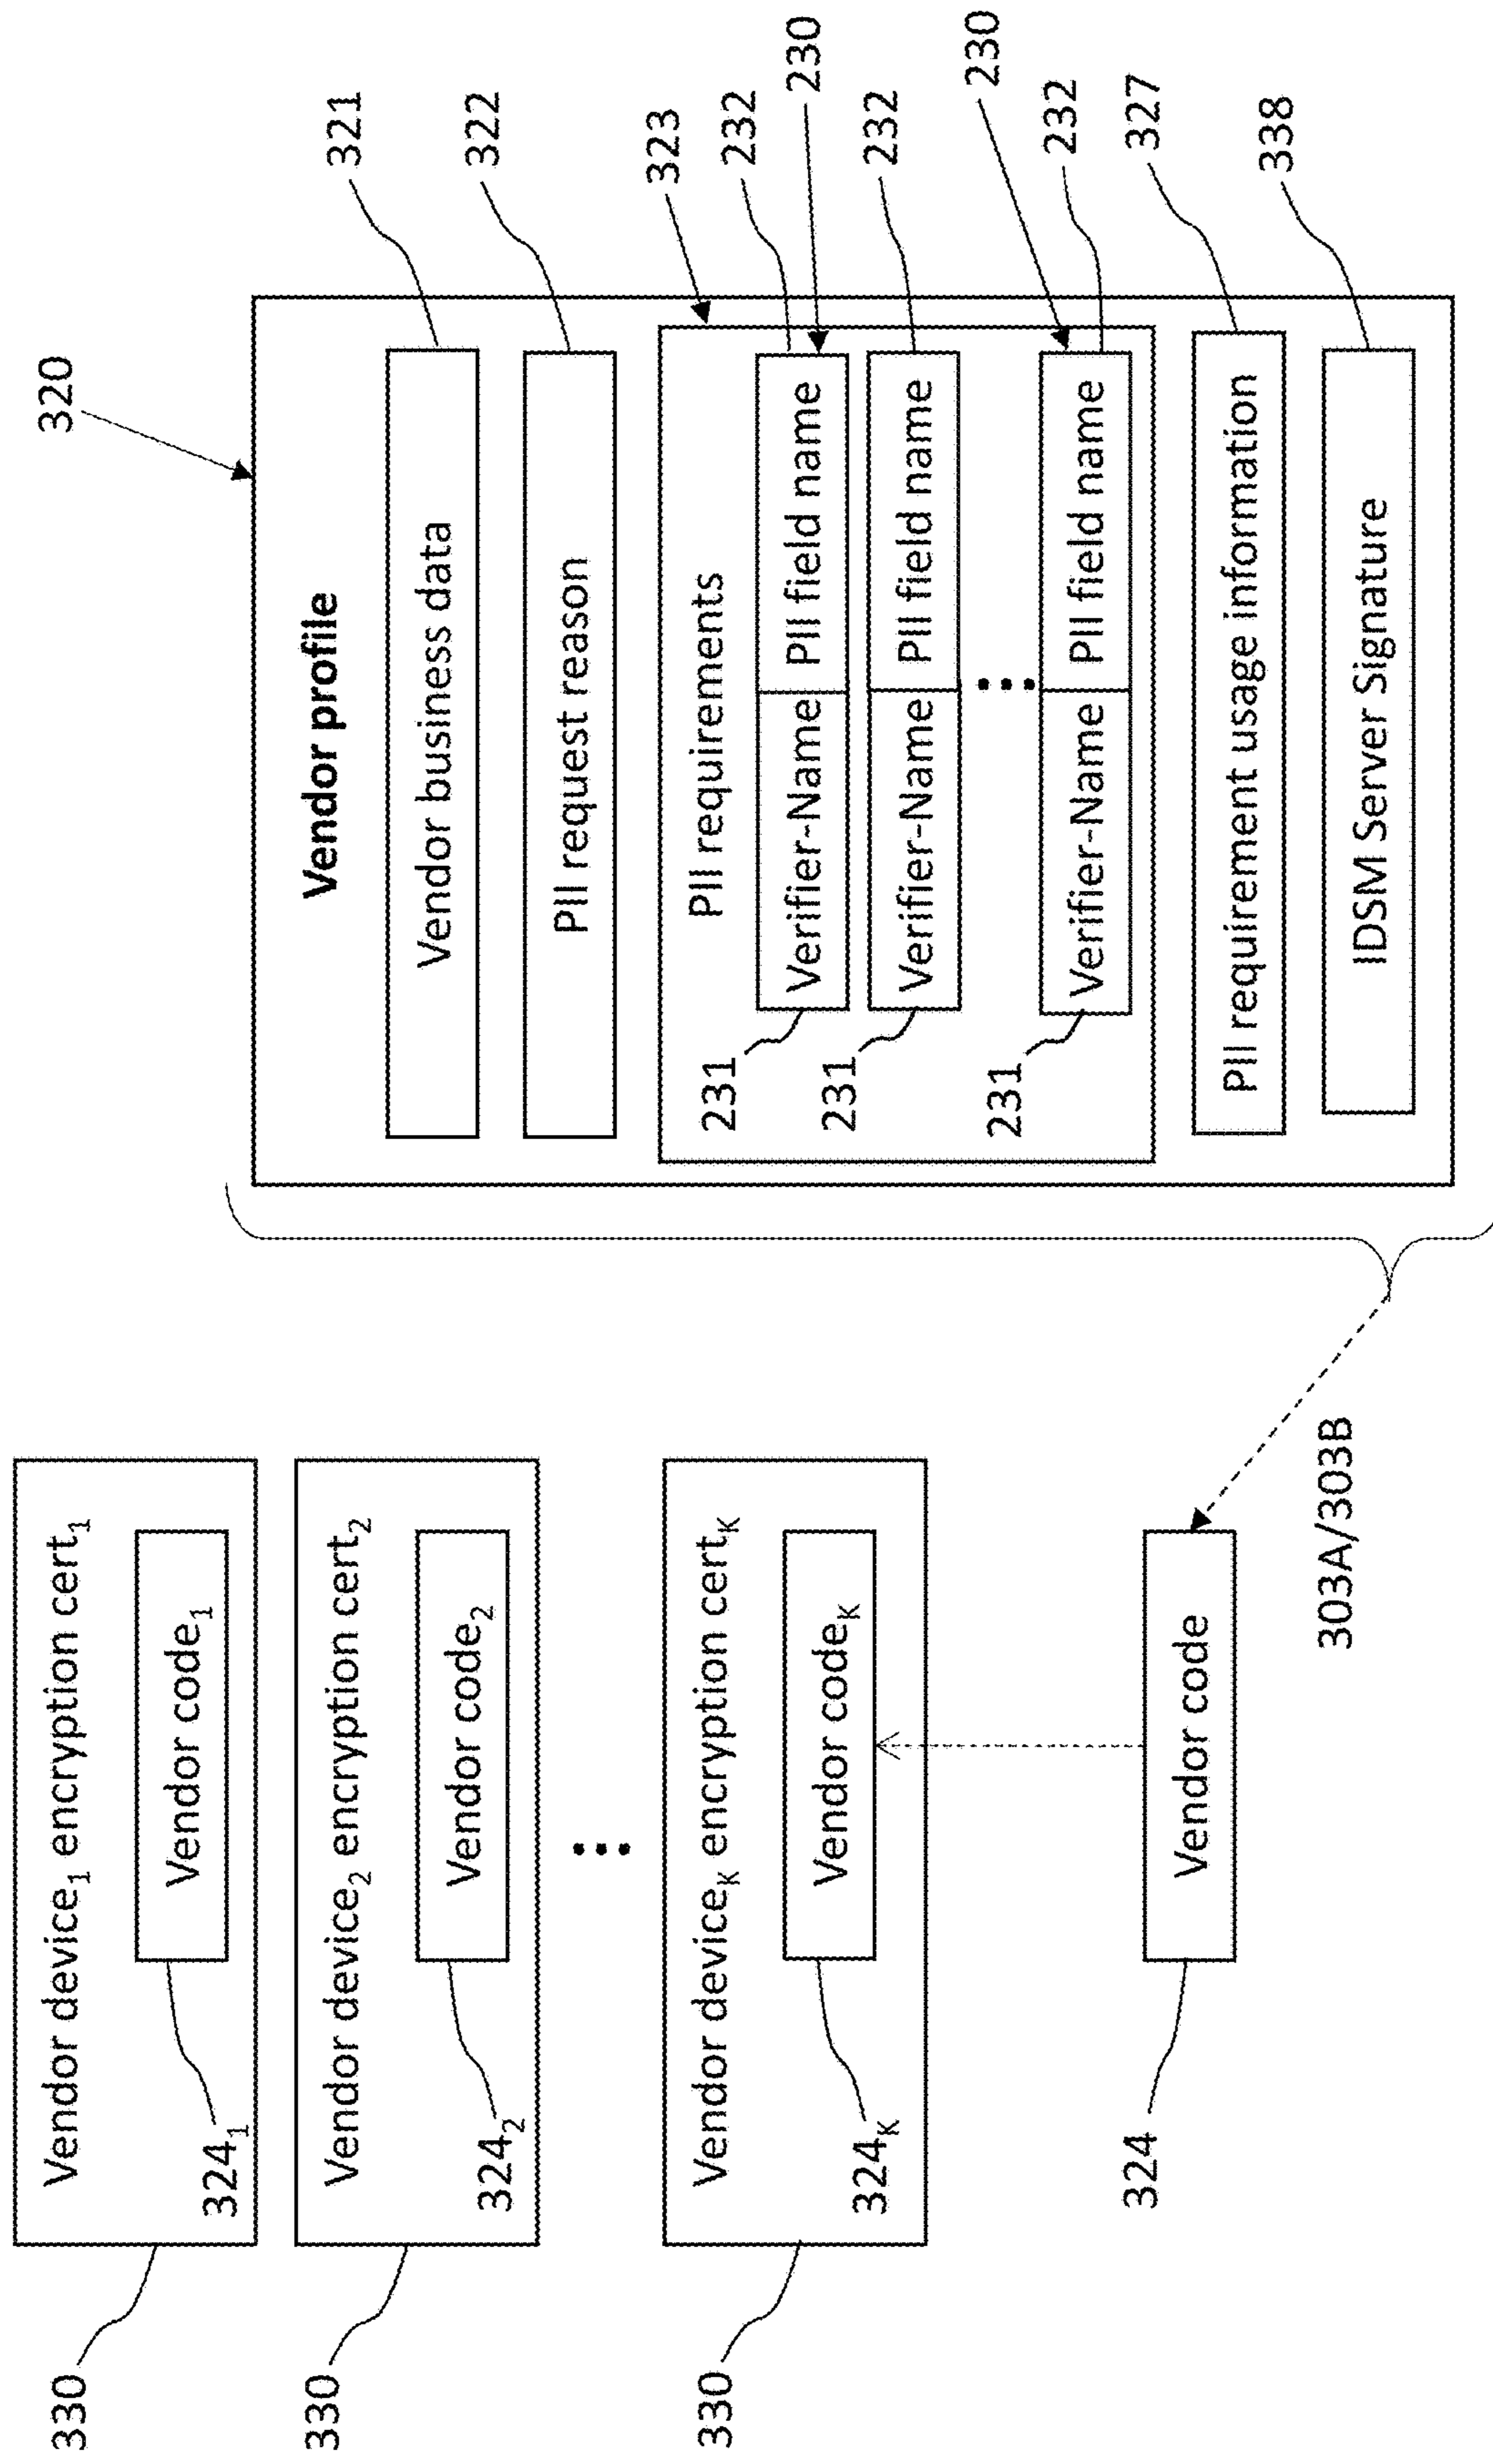 330
Vendor device1 encryption cert1
3241
Vendor code1
330
Vendor device2 encryption cert2
3242
Vendor code2
330
Vendor deviceK encryption certK
324K
Vendor codeK
324
Vendor code
303A/303B
320
Vendor profile
Vendor business data
321
PII request reason
322
323
PII requirements
231
Verifier-Name
PII field name
232
230
231
Verifier-Name
PII field name
232
231
Verifier-Name
PII field name
230
232
PII requirement usage information
327
IDSM Server Signature
338